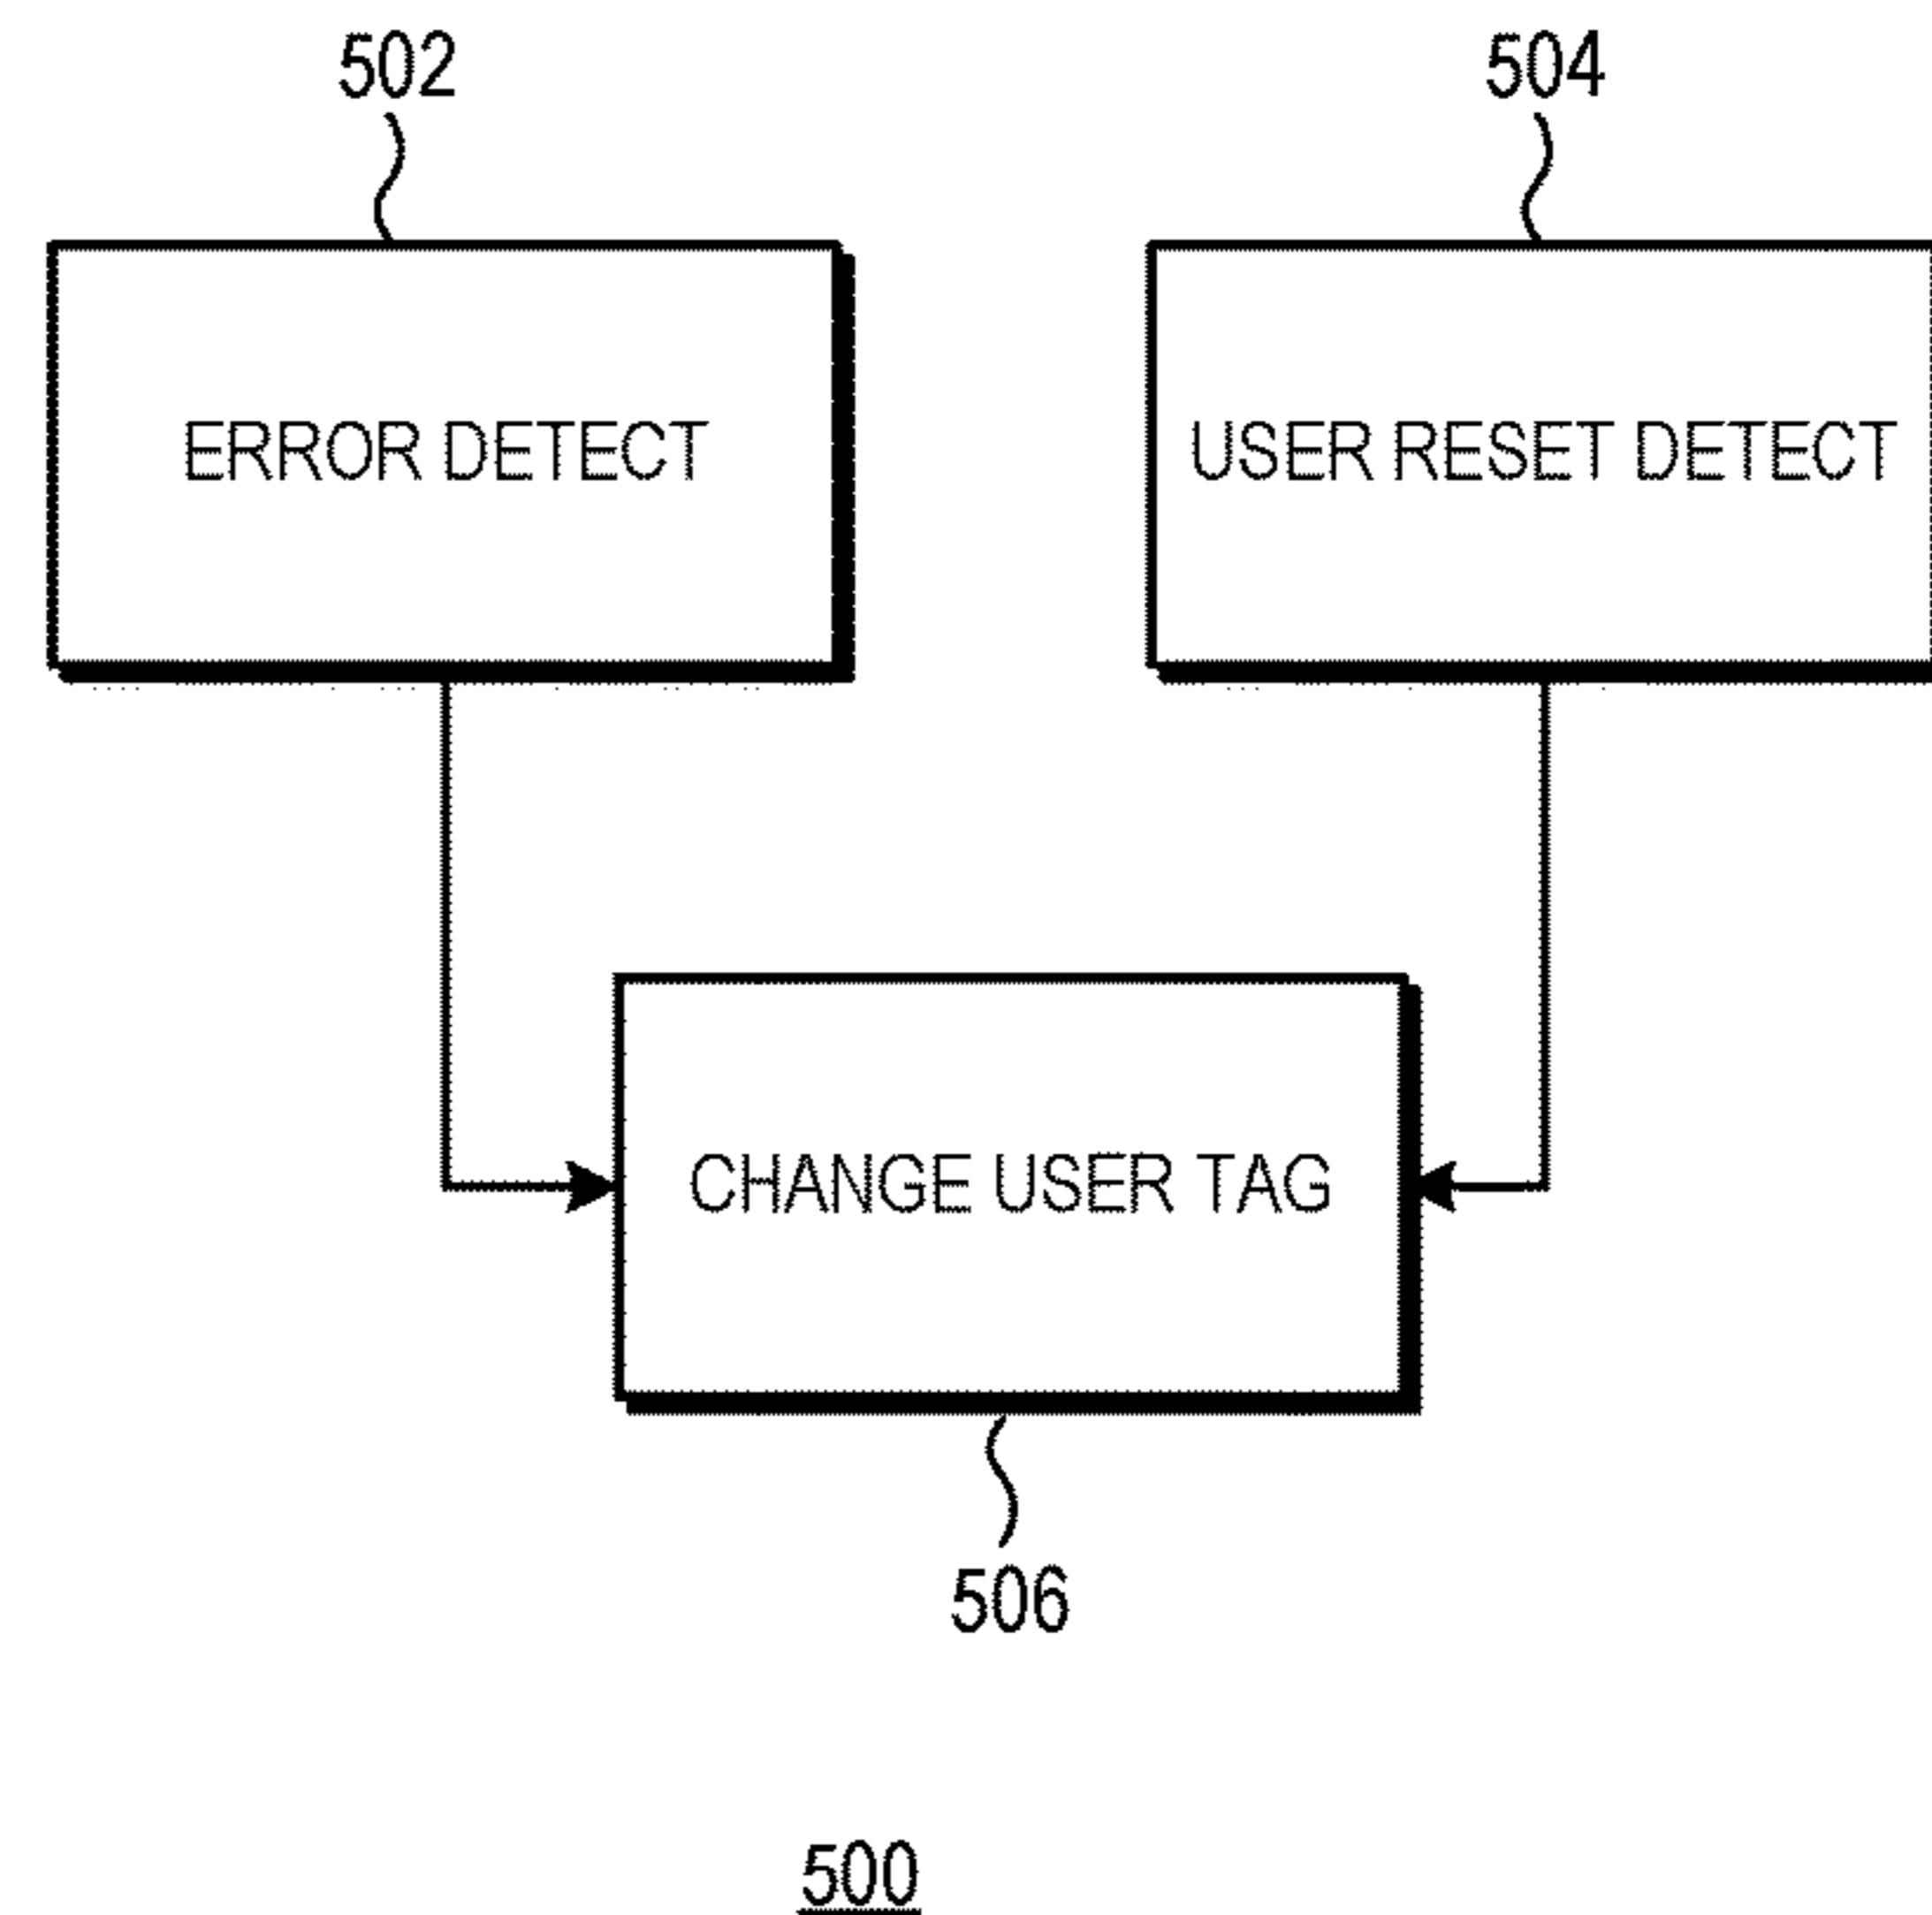 502
504
ERROR DETECT
USER RESET DETECT
CHANGE USER TAG
506
500